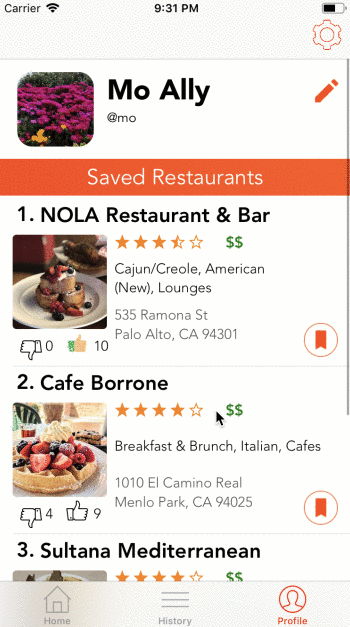 Carrier 9:31 PM
Mo Ally
@mo
Saved Restaurants
1. NOLA Restaurant & Bar
$$
Cajun/Creole, American
(New), Lounges
535 Ramona St
Palo Alto, CA 94301
0 10
2. Cafe Borrone
$$
Breakfast & Brunch, Italian, Cafes
1010 El Camino Real
Menlo Park, CA 94025
4 9
3. Sultana Mediterranean
$$
Home History Profile